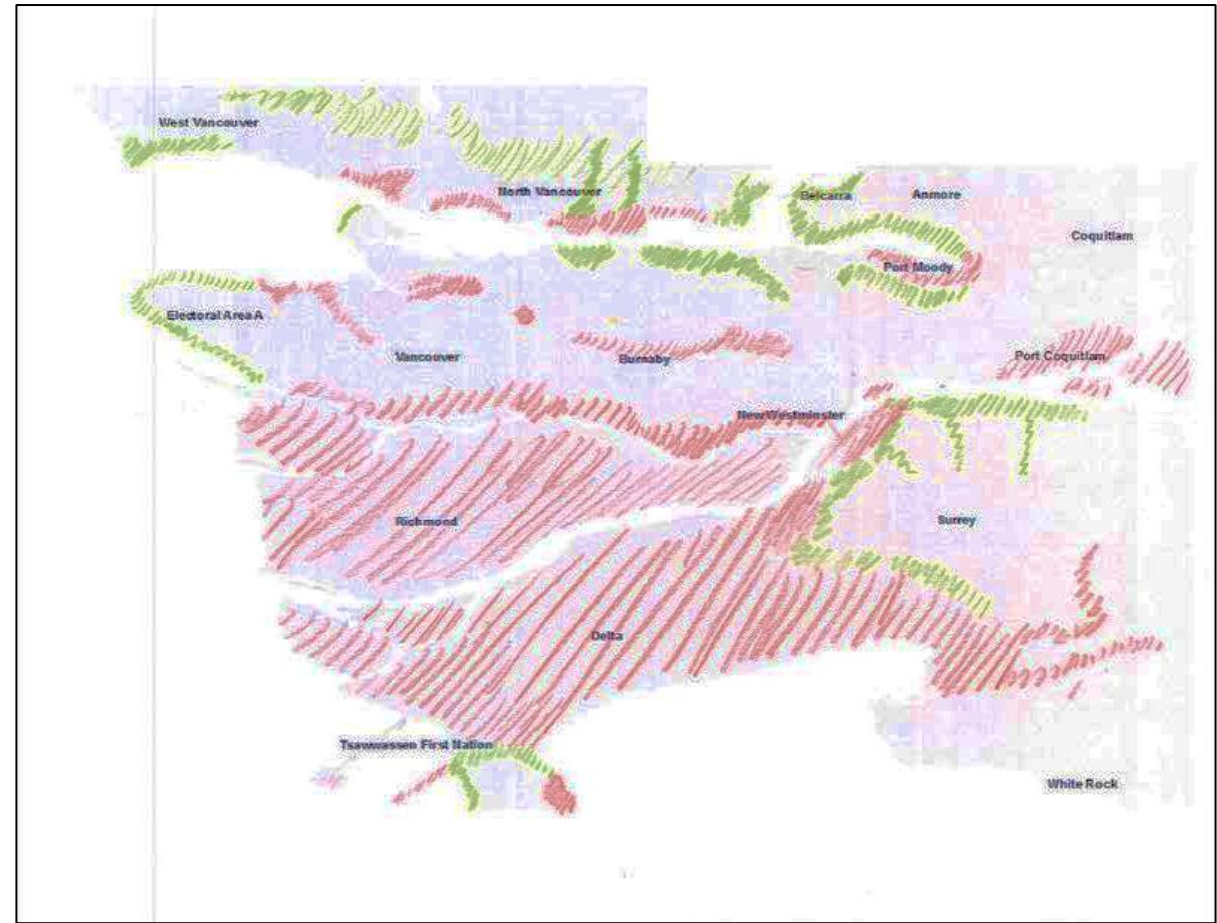 West Vancouver
North Vancouver
Belcarra
Anmore
Coquitlam
Port Moody
Electoral Area A
Vancouver
Burnaby
Port Coquitlam
New Westminster
Richmond
Surrey
Delta
Tsawwassen First Nation
White Rock